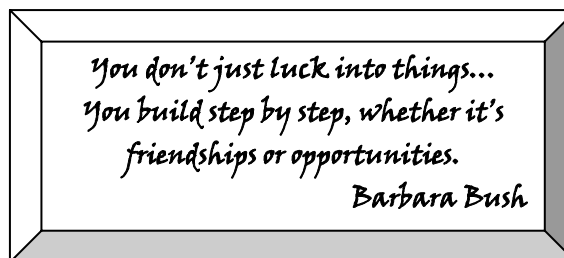 You don't just luck into things...
You build step by step, whether it's
friendships or opportunities.
Barbara Bush